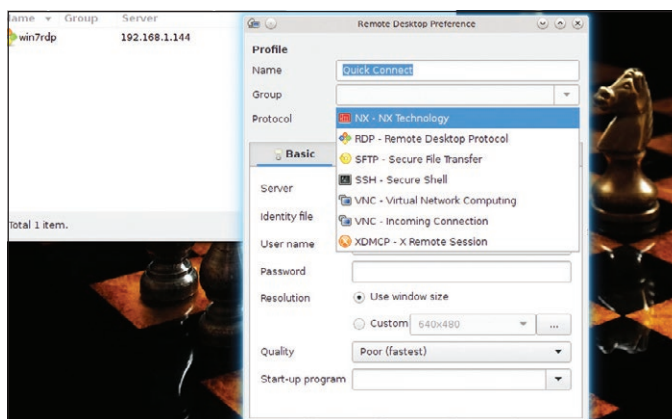 Name Group Server
win7rdp 192.168.1.144
Total 1 item.
Remote Desktop Preference
Profile
Name Quick Connect
Group
Protocol
NX - NX Technology
RDP - Remote Desktop Protocol
SFTP - Secure File Transfer
SSH - Secure Shell
VNC - Virtual Network Computing
VNC - Incoming Connection
XDMCP - X Remote Session
Basic
Server
Identity file
User name
Password
Resolution Use window size
Custom 640x480 ...
Quality Poor (fastest)
Start-up program